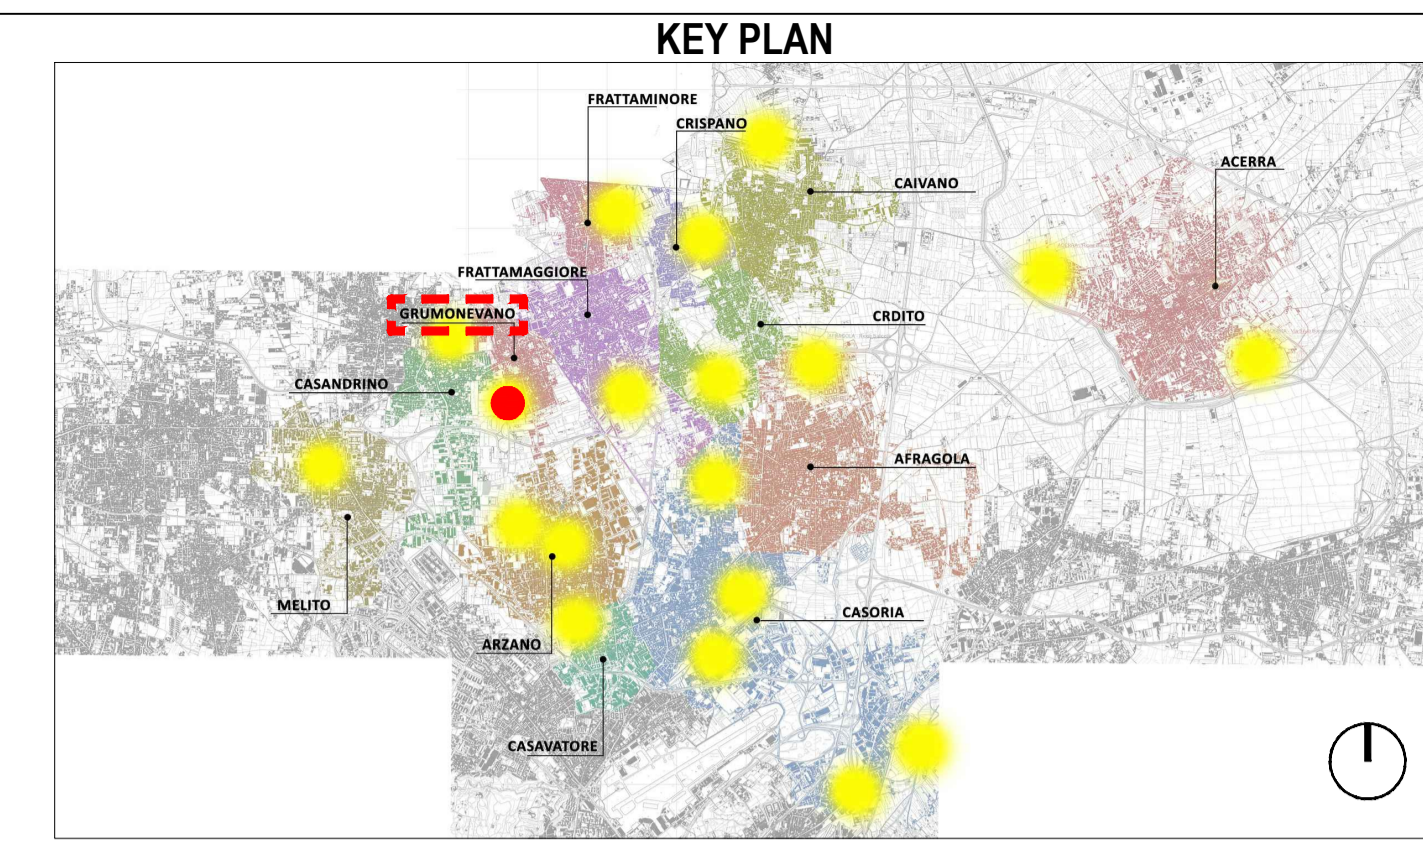 KEY PLAN
FRATTAMINORE
CRISPANO
ACERRA
CAIVANO
FRATTAMAGGIORE
GRUMONEVANO
CRDITO
CASANDRINO
AFRAGOLA
MELITO
CASORIA
ARZANO
CASAVATORE